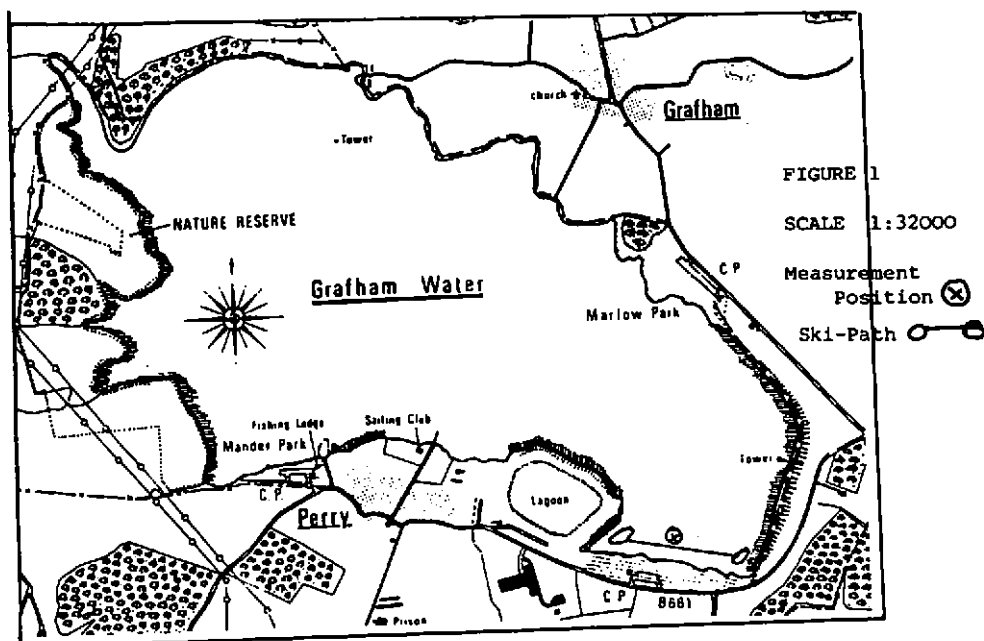 church
Grafham
Tower
FIGURE 1
NATURE RESERVE
SCALE 1:32000
C P
Measurement
Position
Grafham Water
Marlow Park
Ski-Path
Fishing Lodge
Sailing Club
Mander Park
Tower
C P
Lagoon
Perry
C P
B661
Prison